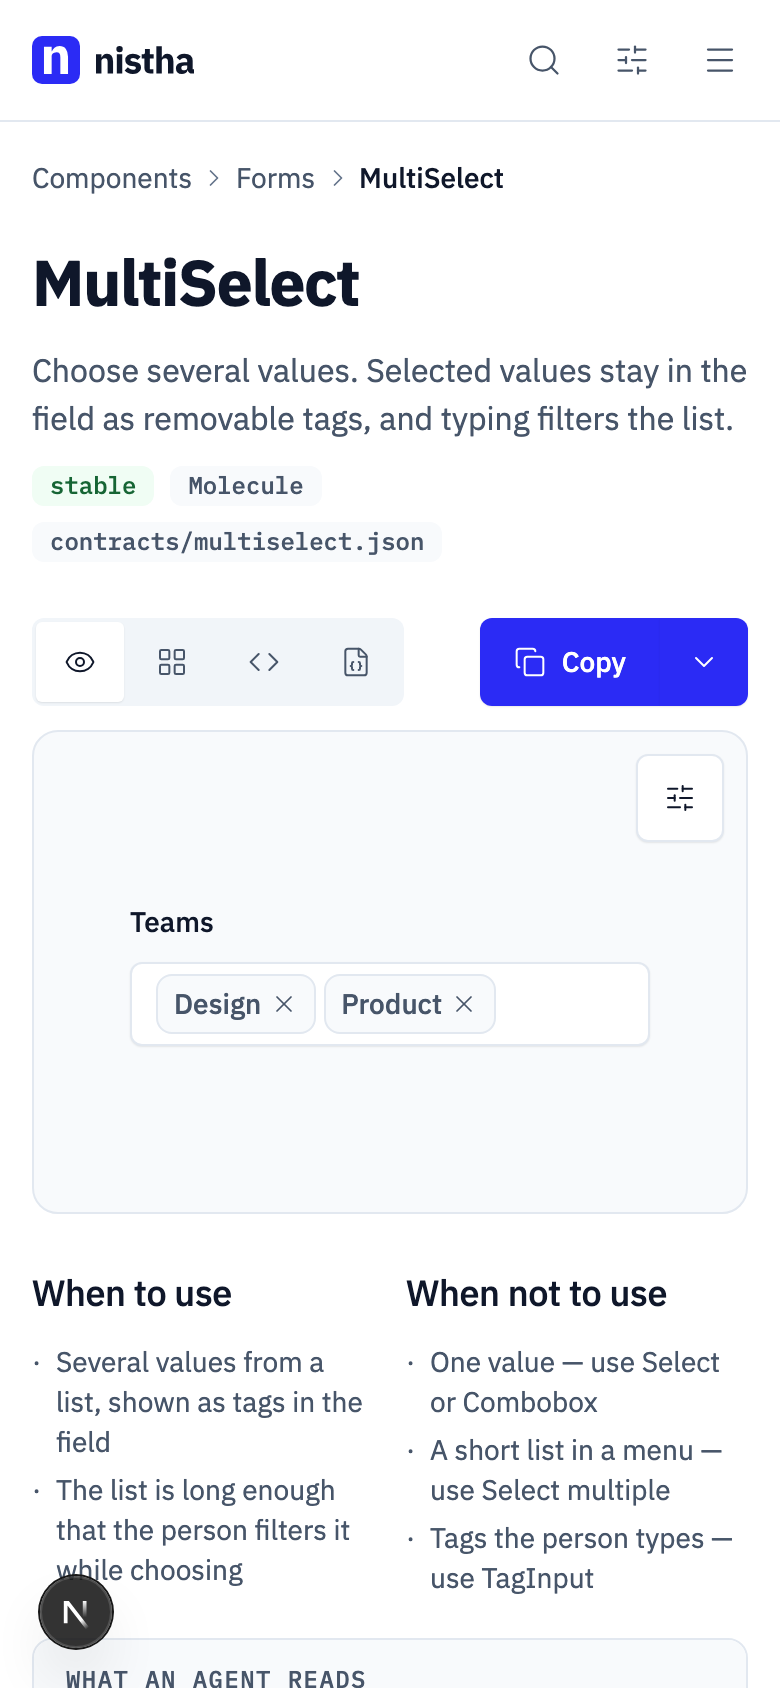 n nistha
Components > Forms > MultiSelect
MultiSelect
Choose several values. Selected values stay in the
field as removable tags, and typing filters the list.
stable Molecule
contracts/multiselect.json
Copy
Teams
Design Product
When to use
· Several values from a
list, shown as tags in the
field
· The list is long enough
that the person filters it
while choosing
When not to use
· One value — use Select
or Combobox
· A short list in a menu —
use Select multiple
· Tags the person types —
use TagInput
N
WHAT AN AGENT READS